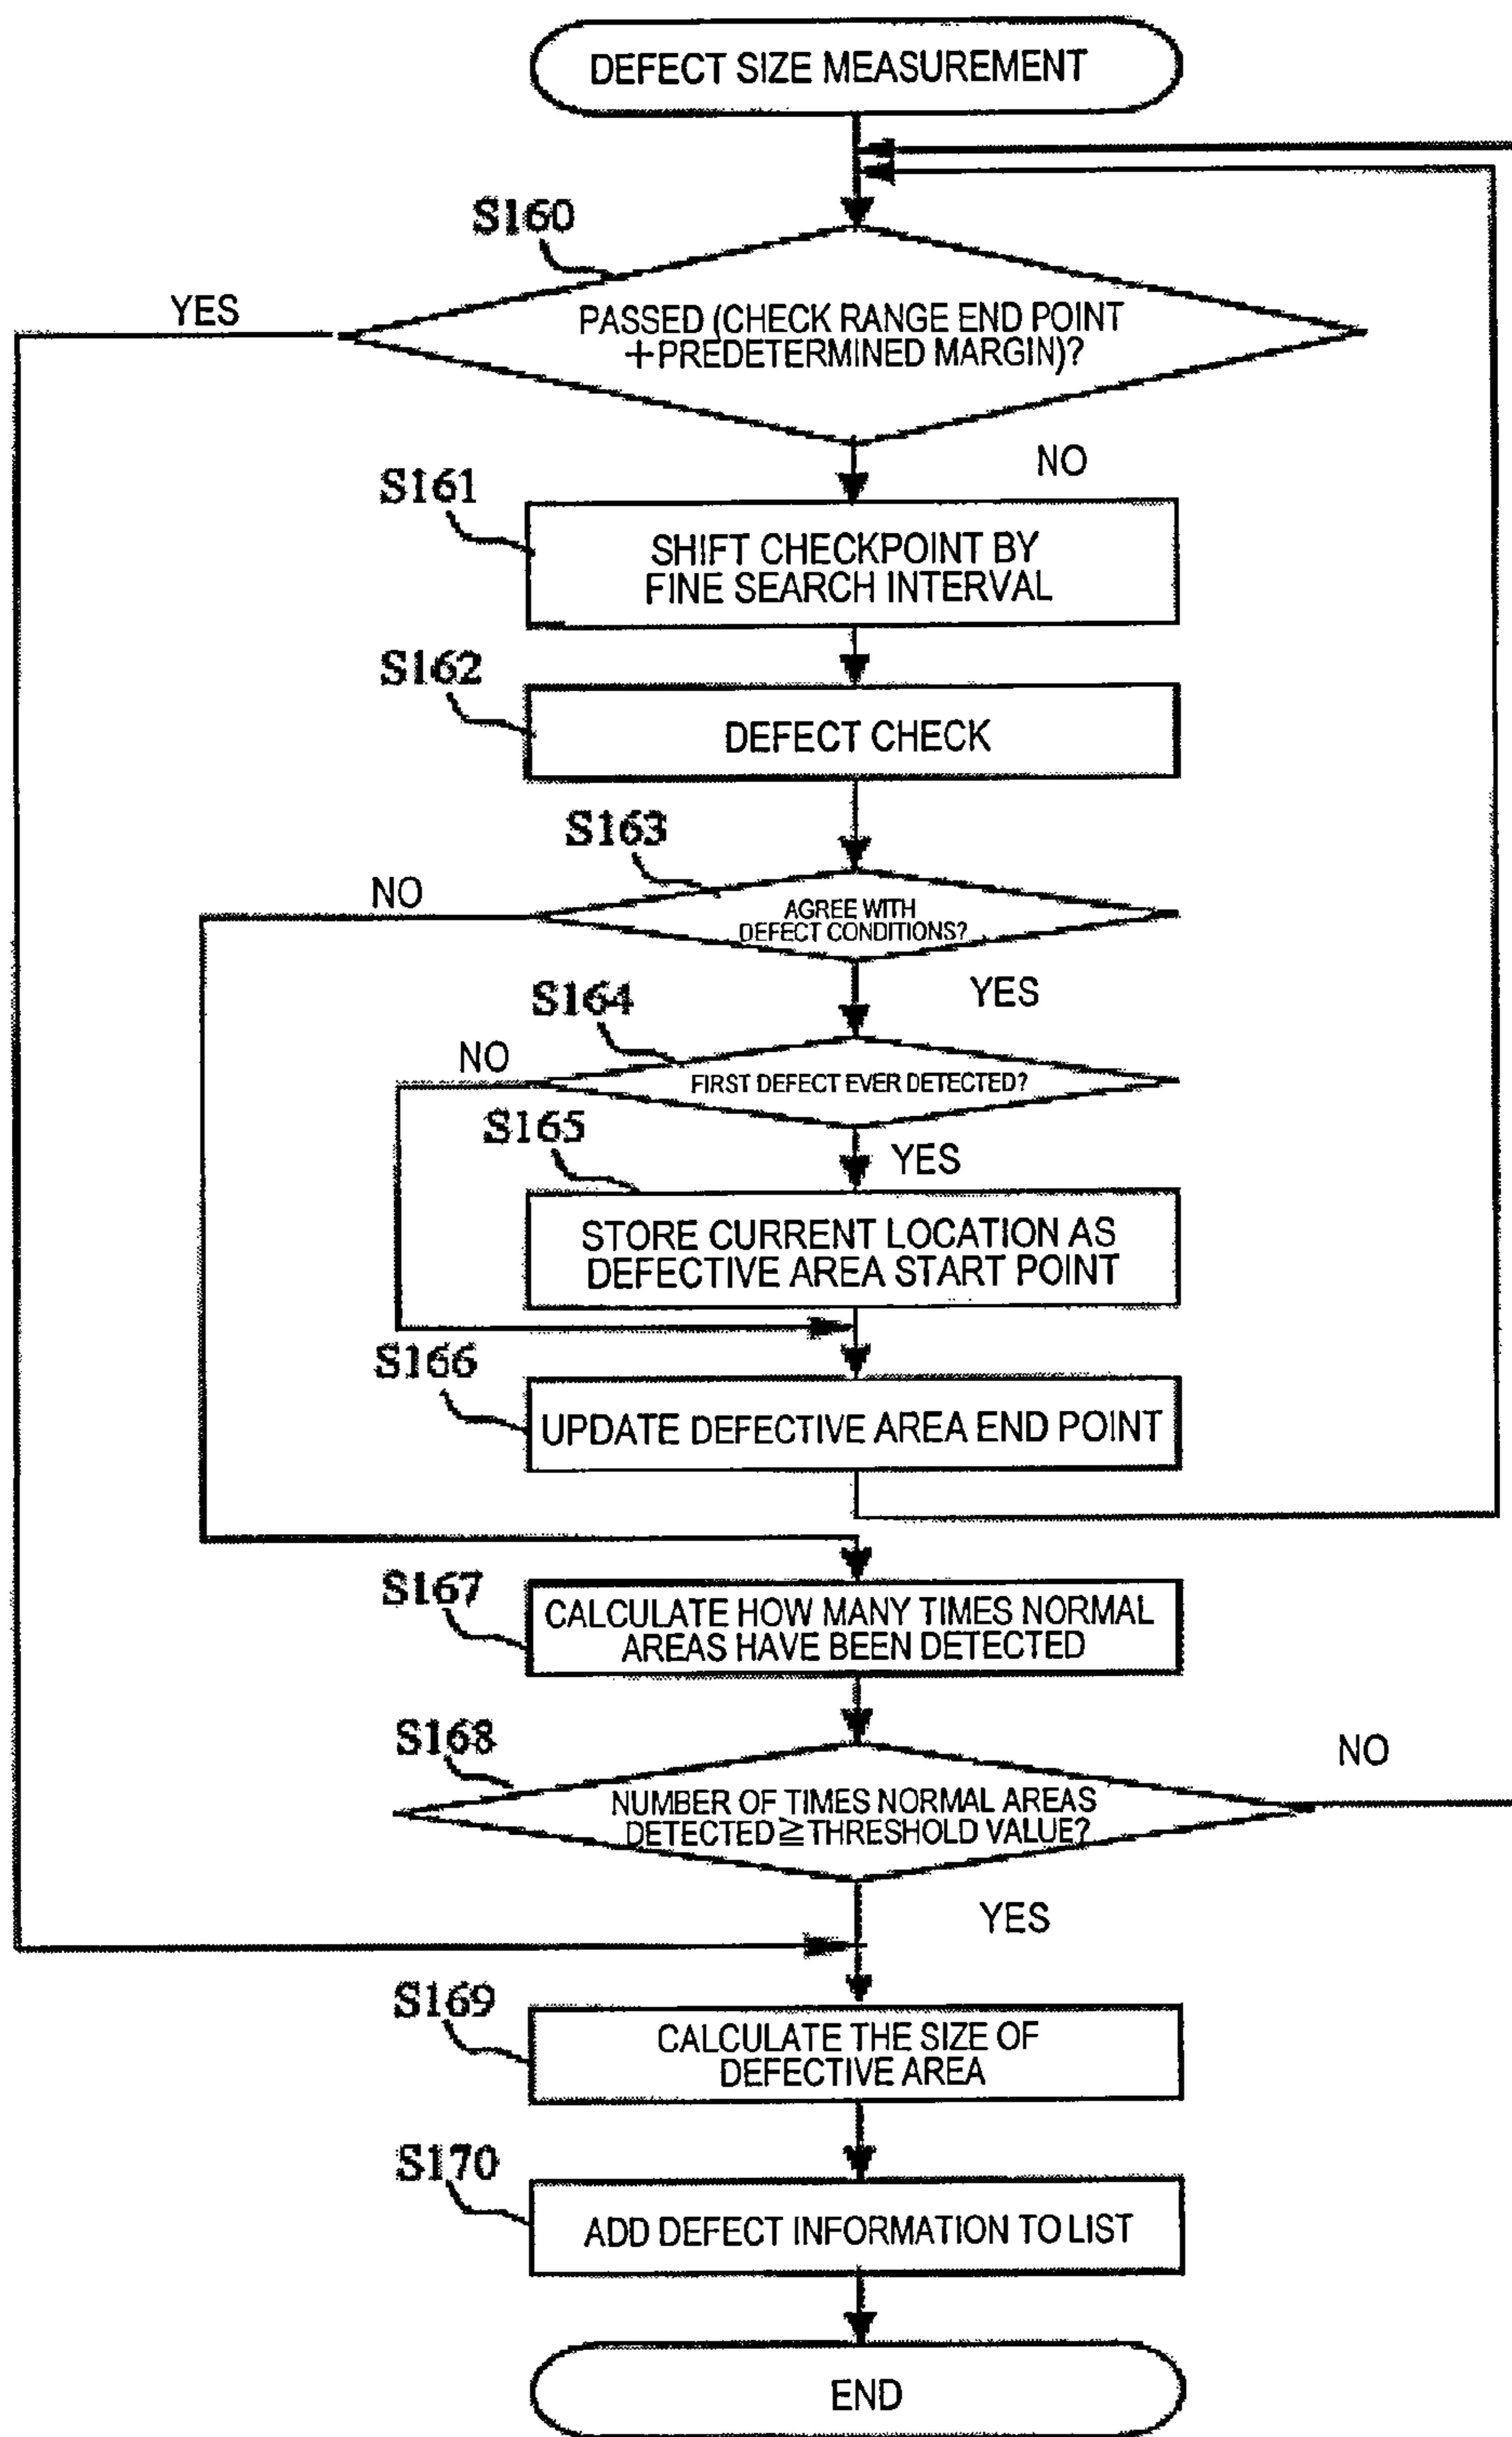 DEFECT SIZE MEASUREMENT
S160
YES
PASSED (CHECK RANGE END POINT
+PREDETERMINED MARGIN)?
NO
S161
SHIFT CHECKPOINT BY
FINE SEARCH INTERVAL
S162
DEFECT CHECK
S163
NO
AGREE WITH
DEFECT CONDITIONS?
YES
S164
NO
FIRST DEFECT EVER DETECTED?
S165
YES
STORE CURRENT LOCATION AS
DEFECTIVE AREA START POINT
S166
UPDATE DEFECTIVE AREA END POINT
S167
CALCULATE HOW MANY TIMES NORMAL
AREAS HAVE BEEN DETECTED
S168
NO
NUMBER OF TIMES NORMAL AREAS
DETECTED≧THRESHOLD VALUE?
YES
S169
CALCULATE THE SIZE OF
DEFECTIVE AREA
S170
ADD DEFECT INFORMATION TO LIST
END